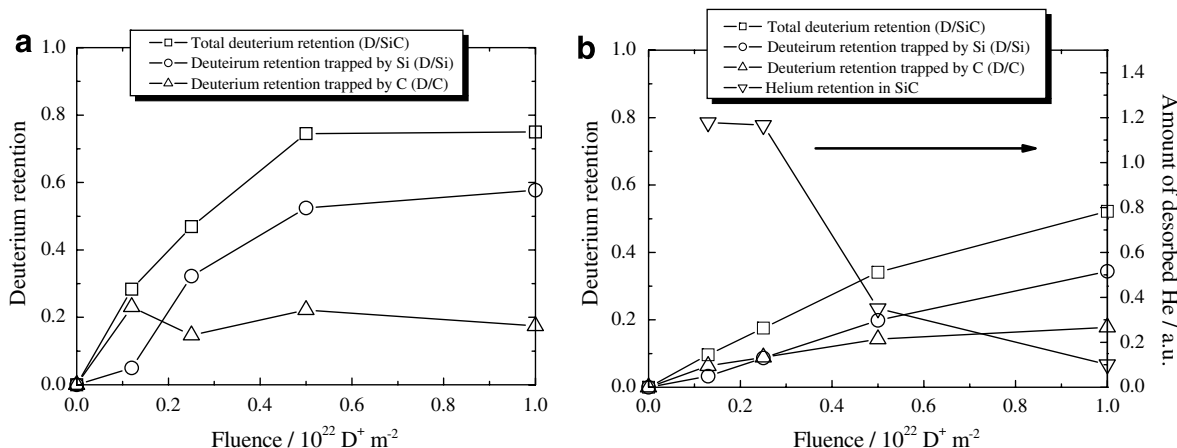 a
Total deuterium retention (D/SiC)
Deuteirum retention trapped by Si (D/Si)
Deuterium retention trapped by C (D/C)
1.0
0.8
0.6
0.4
0.2
0.0
Deuterium retention
0.0 0.2 0.4 0.6 0.8 1.0
Fluence / 10²² D⁺ m⁻²
b
Total deuterium retention (D/SiC)
Deuteirum retention trapped by Si (D/Si)
Deuterium retention trapped by C (D/C)
Helium retention in SiC
1.0
0.8
0.6
0.4
0.2
0.0
Deuterium retention
0.0 0.2 0.4 0.6 0.8 1.0
Fluence / 10²² D⁺ m⁻²
1.4
1.2
1.0
0.8
0.6
0.4
0.2
0.0
Amount of desorbed He / a.u.